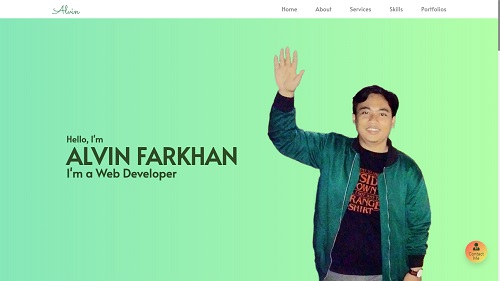 Alvin
Home About Services Skills Portfolios
Hello, I'm
ALVIN FARKHAN
I'm a Web Developer
Contact
Me